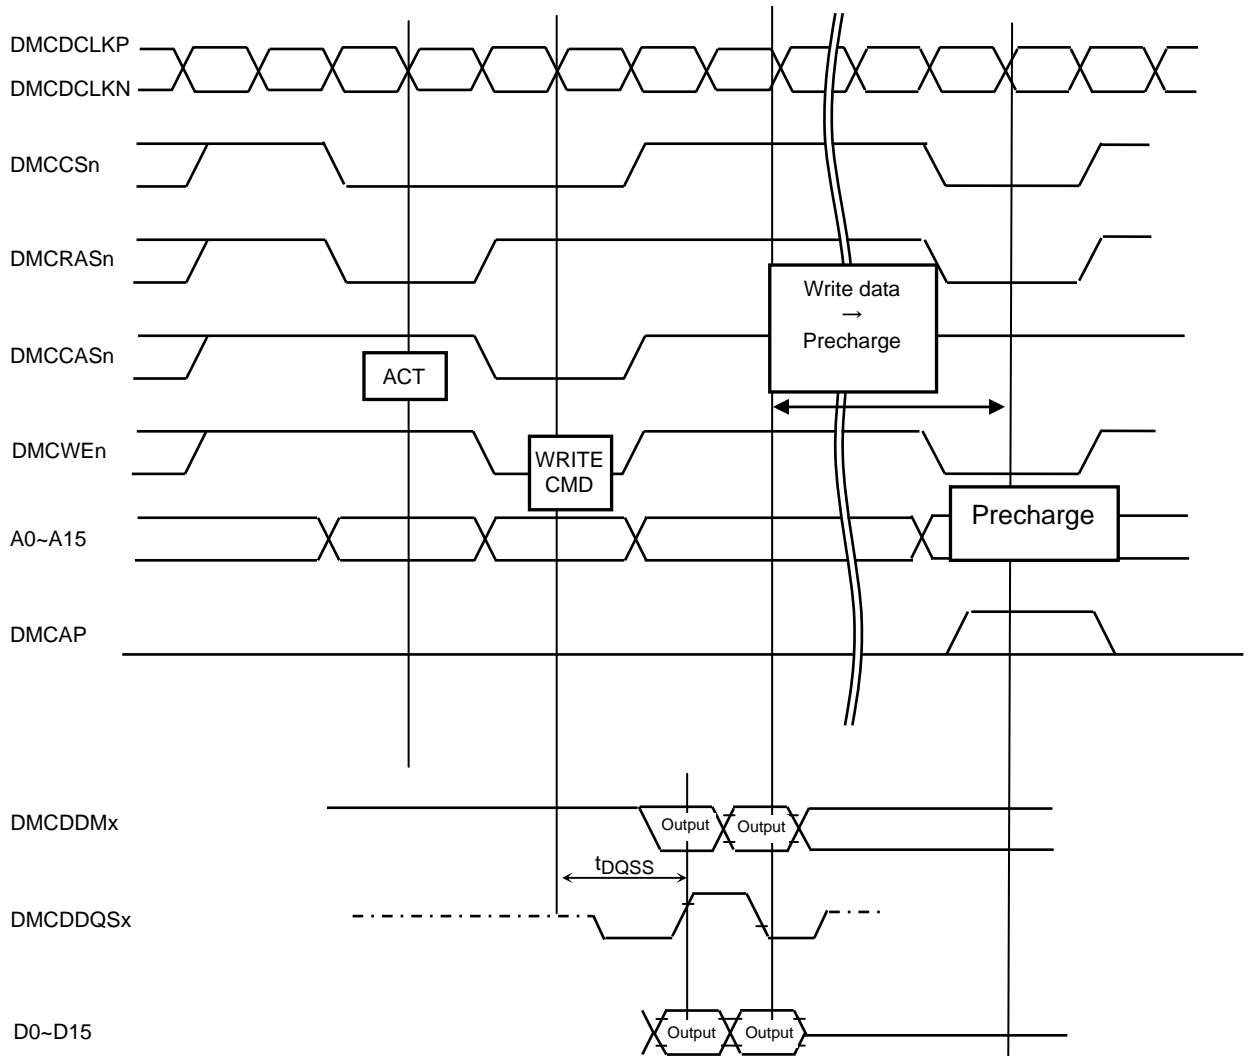 DMCDCLKP
DMCDCLKN
DMCCSn
DMCRASn
Write data
→
Precharge
DMCCASn
ACT
DMCWEn
WRITE
CMD
Precharge
A0~A15
DMCAP
DMCDDMx
Output Output
tDQSS
DMCDDQSx
D0~D15
Output Output